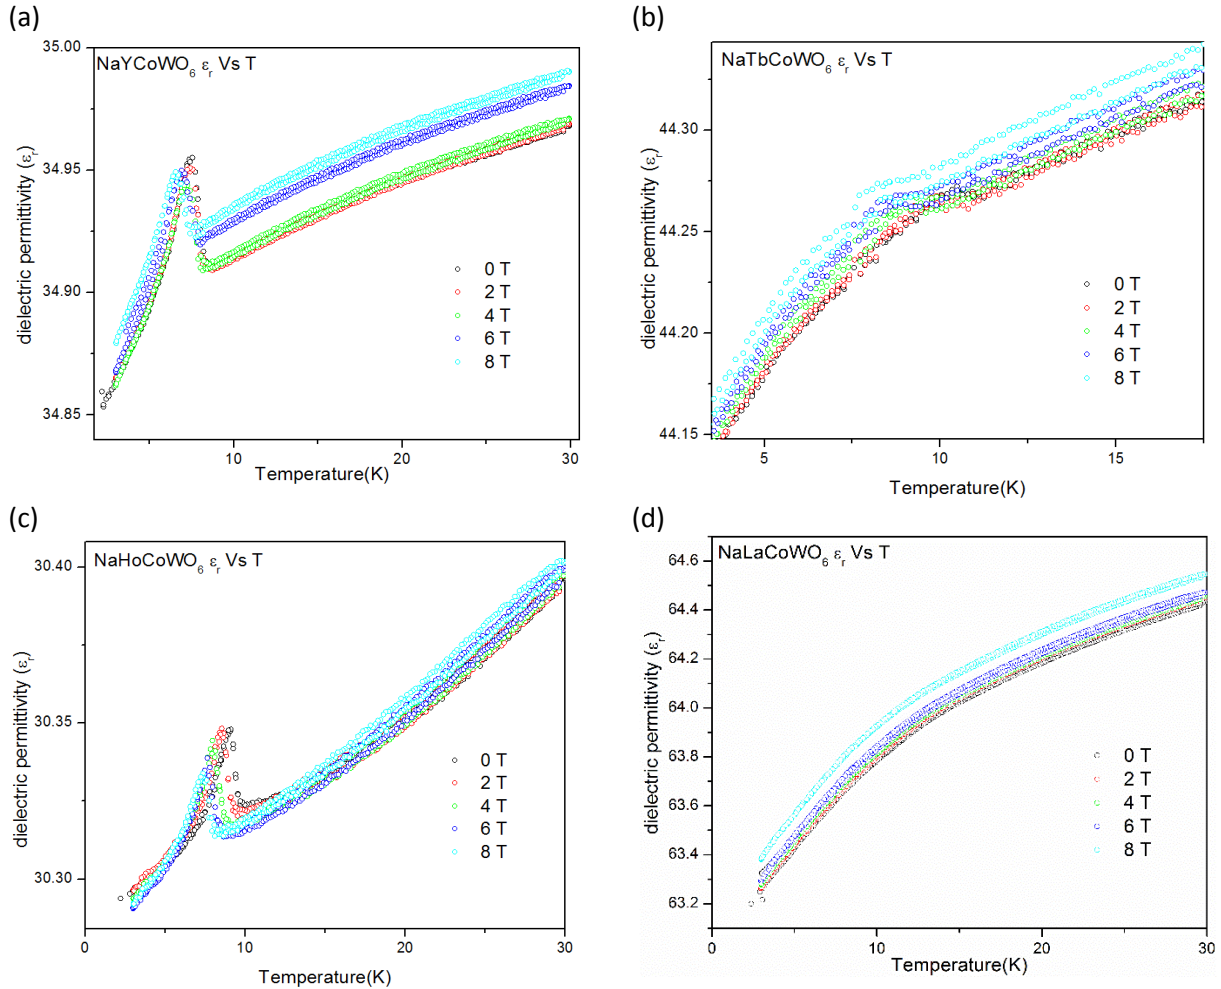 (a)
NaYCoWO6 εr Vs T
35.00
34.95
34.90
34.85
dielectric permittivity (εr)
0 T
2 T
4 T
6 T
8 T
10
20
30
Temperature(K)
(b)
NaTbCoWO6 εr Vs T
44.30
44.25
44.20
44.15
dielectric permittivity (εr)
0 T
2 T
4 T
6 T
8 T
5
10
15
Temperature(K)
(c)
NaHoCoWO6 εr Vs T
30.40
30.35
30.30
dielectric permittivity (εr)
0 T
2 T
4 T
6 T
8 T
0
10
20
30
Temperature(K)
(d)
NaLaCoWO6 εr Vs T
64.6
64.4
64.2
64.0
63.8
63.6
63.4
63.2
dielectric permittivity (εr)
0 T
2 T
4 T
6 T
8 T
0
10
20
30
Temperature(K)